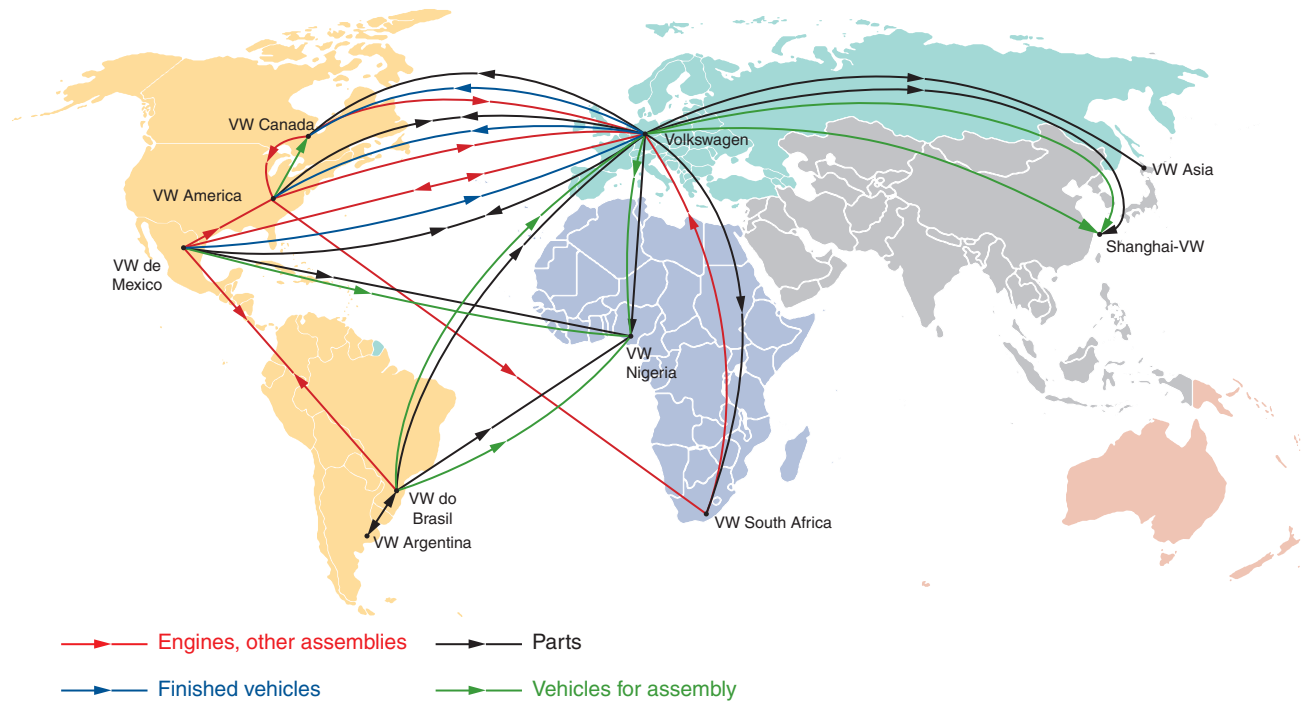 VW Canada
Volkswagen
VW Asia
VW America
Shanghai-VW
VW de
Mexico
VW
Nigeria
VW do
Brasil
VW South Africa
VW Argentina
Engines, other assemblies
Parts
Finished vehicles
Vehicles for assembly